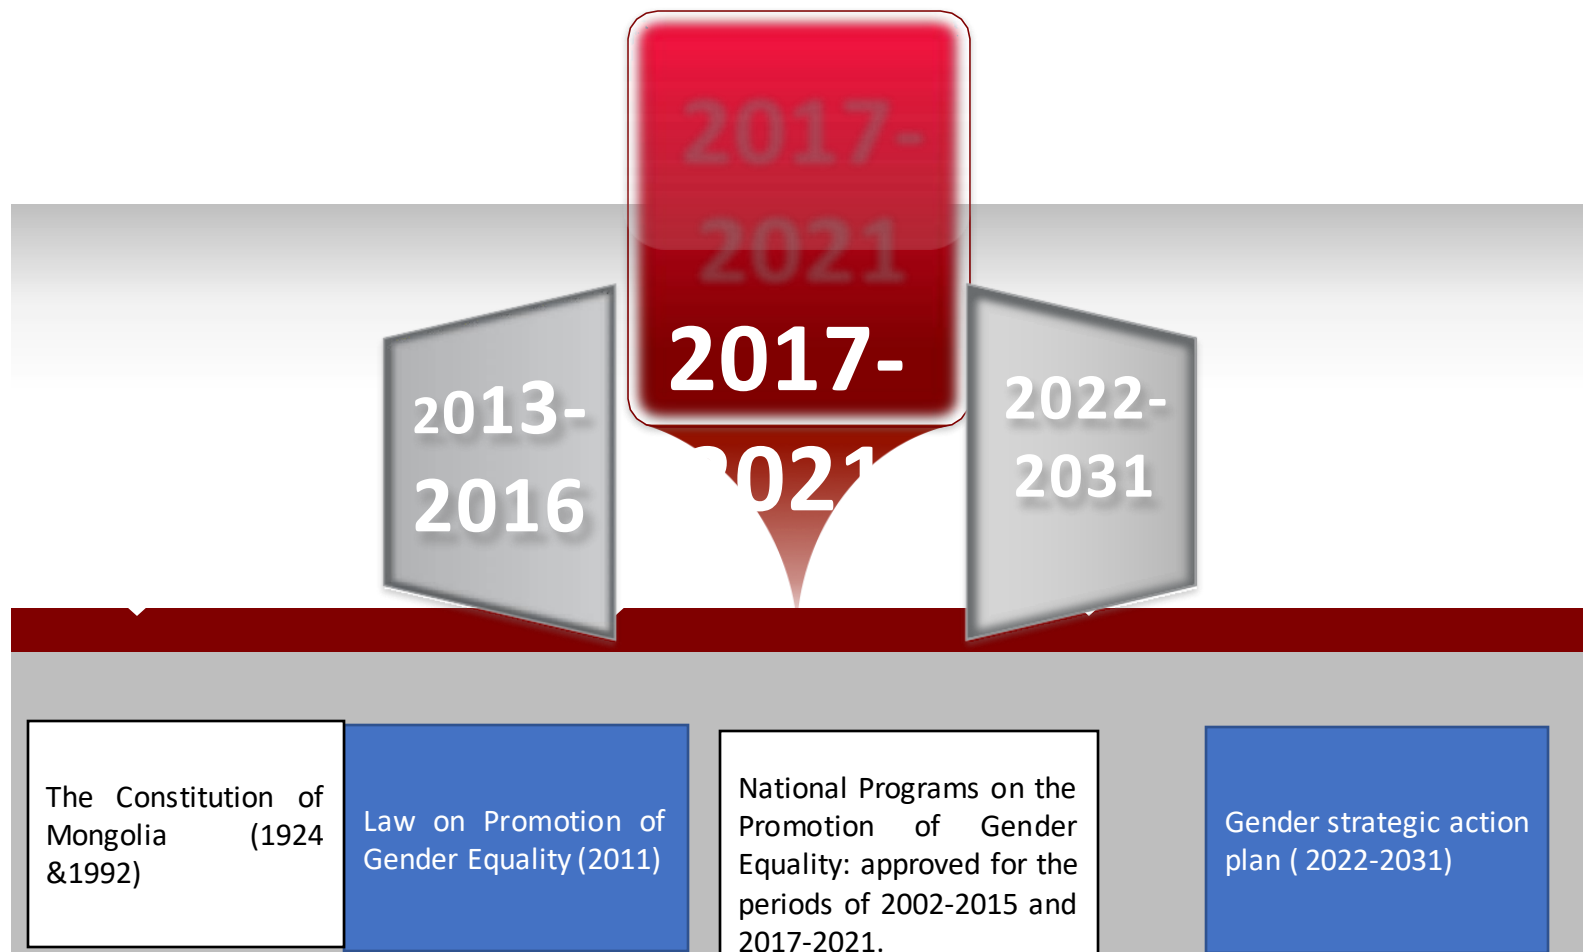 2017-
2021
2017-
2021
2013-
2016
2022-
2031
The Constitution of
Mongolia (1924
&1992)
Law on Promotion of
Gender Equality (2011)
National Programs on the
Promotion of Gender
Equality: approved for the
periods of 2002-2015 and
2017-2021.
Gender strategic action
plan ( 2022-2031)